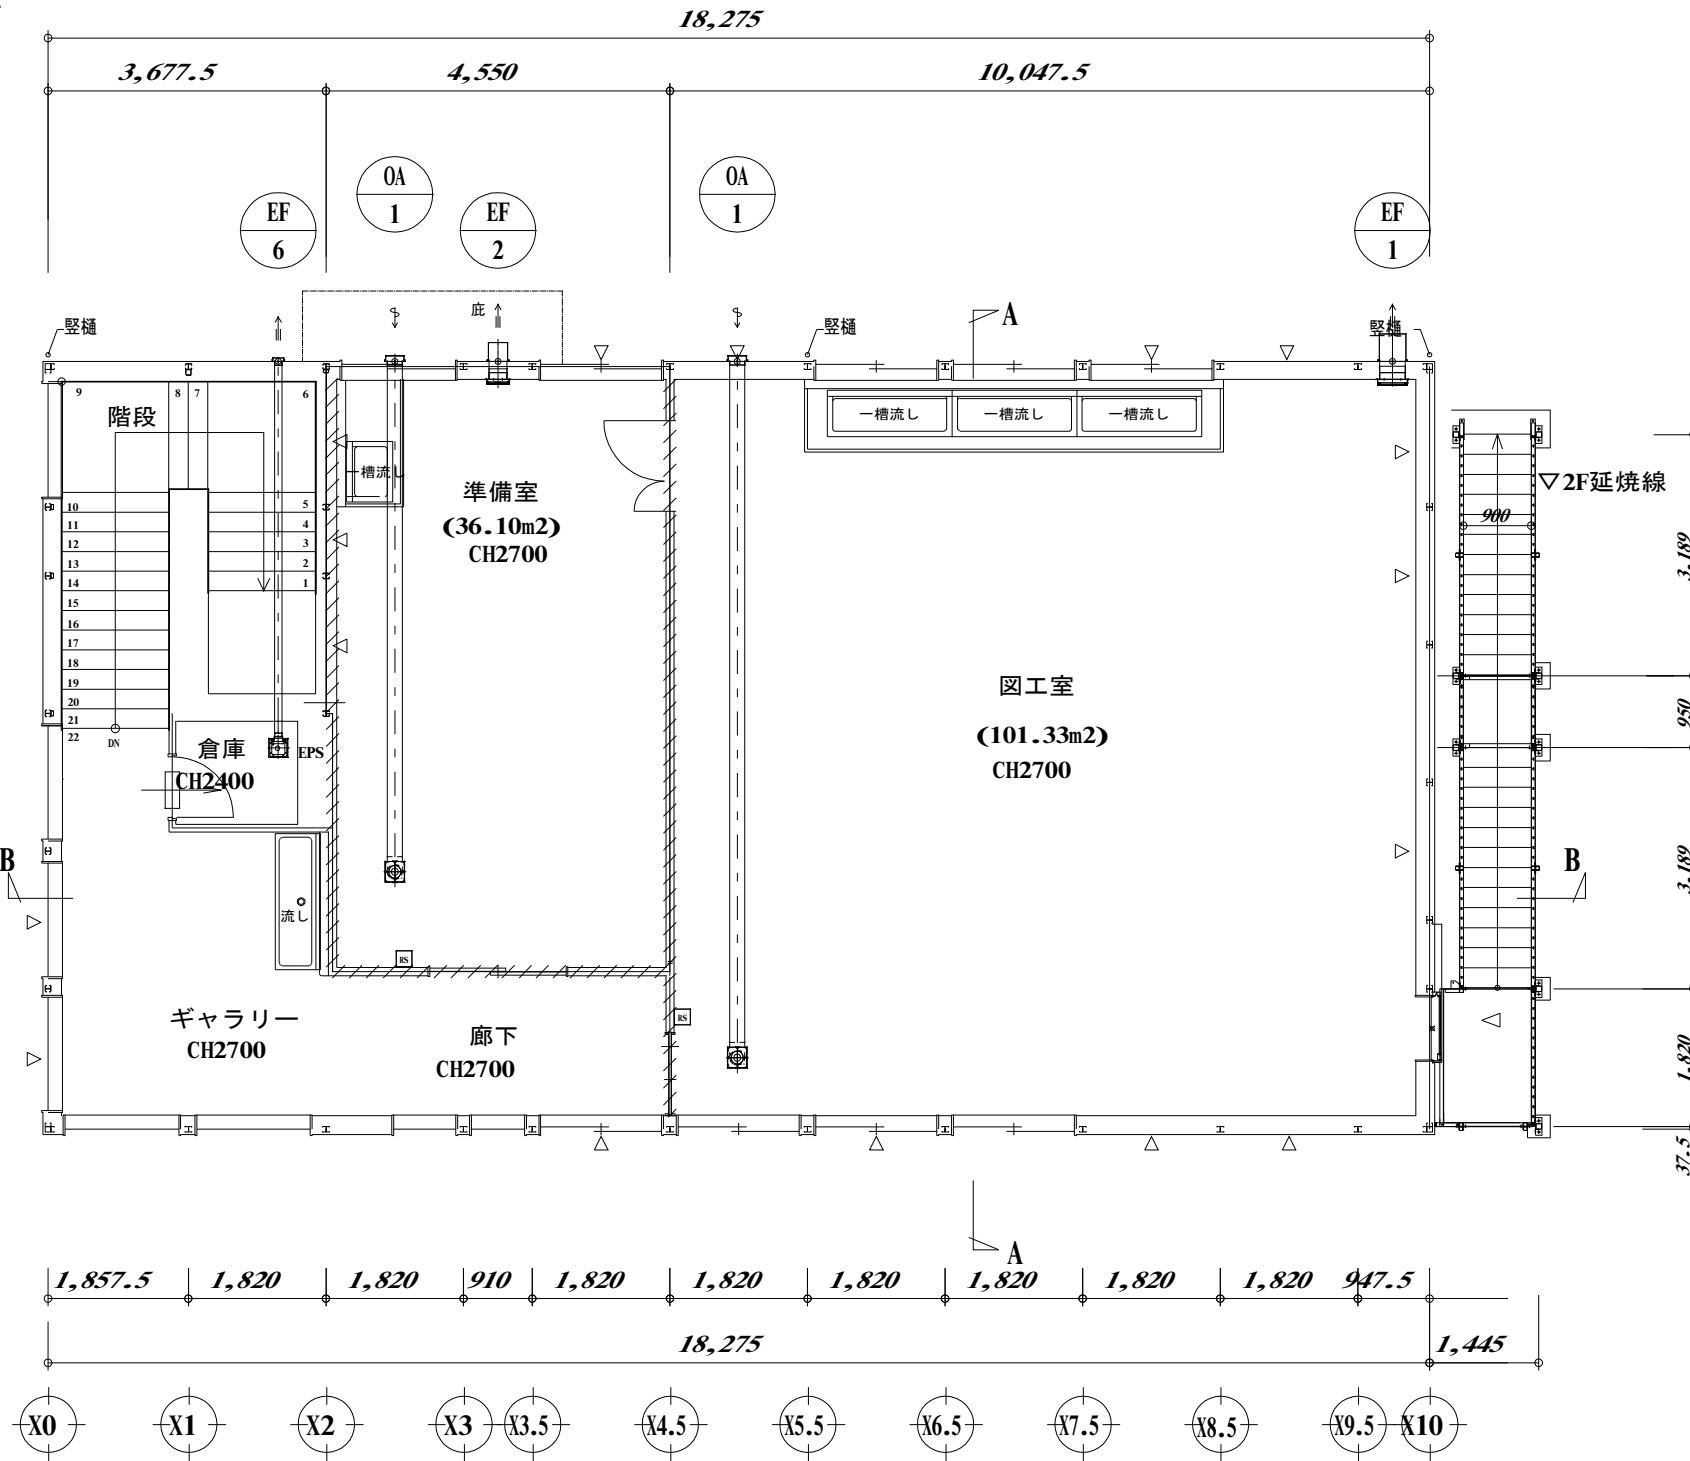 18,275
3,677.5
4,550
10,047.5
OA
1
OA
1
EF
6
EF
2
EF
1
竪樋
庇
竪樋
竪樋
A
9
8
7
6
階段
一槽流し
一槽流し
一槽流し
一槽流し
準備室
(36.10m2)
CH2700
▽2F延焼線
900
3,189
10
11
12
13
14
15
16
17
18
19
20
21
22
5
4
3
2
1
DN
図工室
(101.33m2)
CH2700
950
倉庫
CH2400
EPS
B
B
3,189
流し
RS
RS
ギャラリー
CH2700
廊下
CH2700
1,820
37.5
A
1,857.5
1,820
1,820
910
1,820
1,820
1,820
1,820
1,820
1,820
947.5
18,275
1,445
X0
X1
X2
X3
X3.5
X4.5
X5.5
X6.5
X7.5
X8.5
X9.5
X10